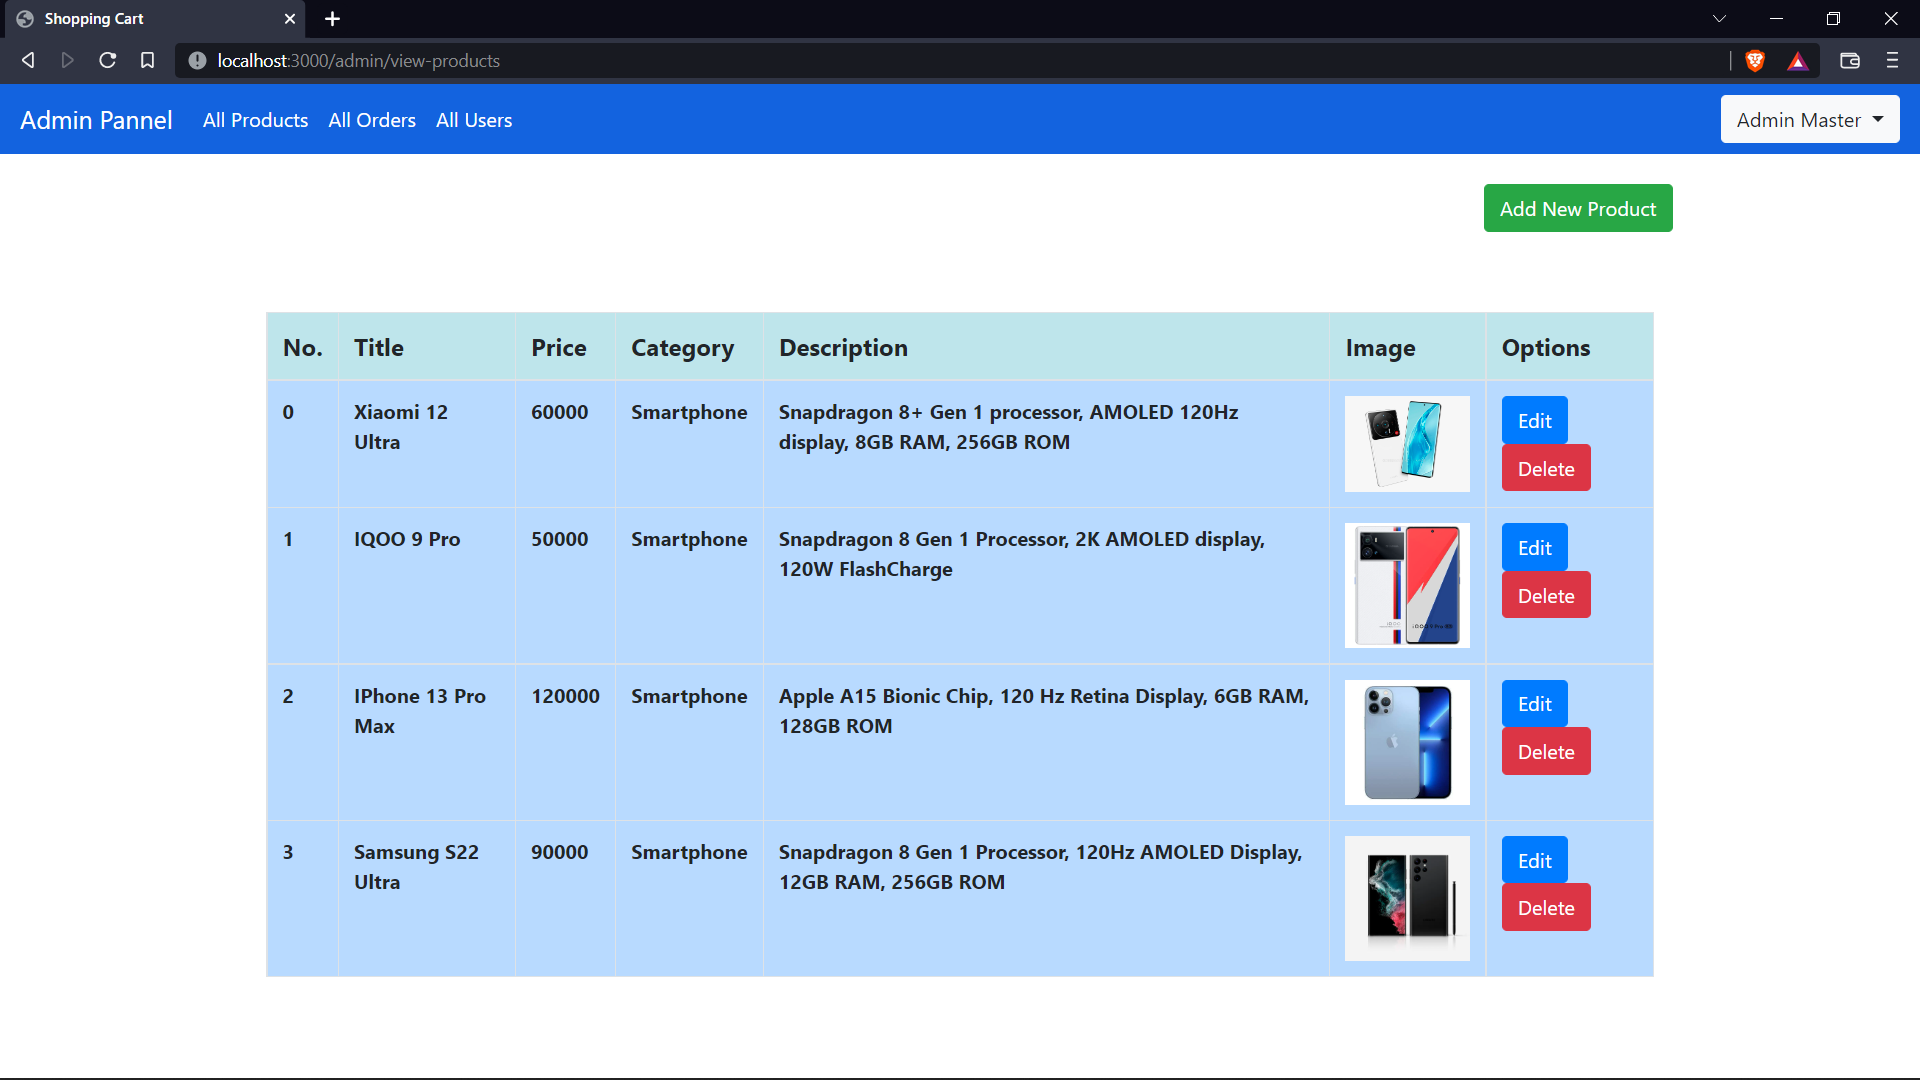 Shopping Cart
localhost:3000/admin/view-products
Admin Pannel All Products All Orders All Users Admin Master
Add New Product
No. Title Price Category Description Image Options
0 Xiaomi 12 60000 Smartphone Snapdragon 8+ Gen 1 processor, AMOLED 120Hz Edit
Ultra display, 8GB RAM, 256GB ROM
Delete
1 IQOO 9 Pro 50000 Smartphone Snapdragon 8 Gen 1 Processor, 2K AMOLED display, Edit
120W FlashCharge
Delete
2 IPhone 13 Pro 120000 Smartphone Apple A15 Bionic Chip, 120 Hz Retina Display, 6GB RAM, Edit
Max 128GB ROM
Delete
3 Samsung S22 90000 Smartphone Snapdragon 8 Gen 1 Processor, 120Hz AMOLED Display, Edit
Ultra 12GB RAM, 256GB ROM
Delete